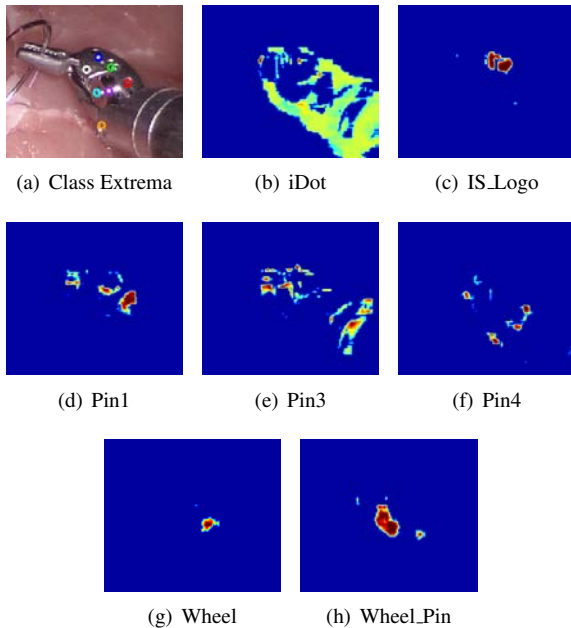 (a) Class Extrema
(b) iDot
(c) IS_Logo
(d) Pin1
(e) Pin3
(f) Pin4
(g) Wheel
(h) Wheel_Pin